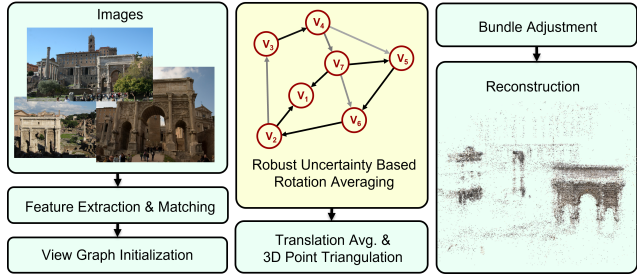 Images
Feature Extraction & Matching
View Graph Initialization
V4
V3
V7
V5
V1
V6
V2
Robust Uncertainty Based
Rotation Averaging
Translation Avg. &
3D Point Triangulation
Bundle Adjustment
Reconstruction